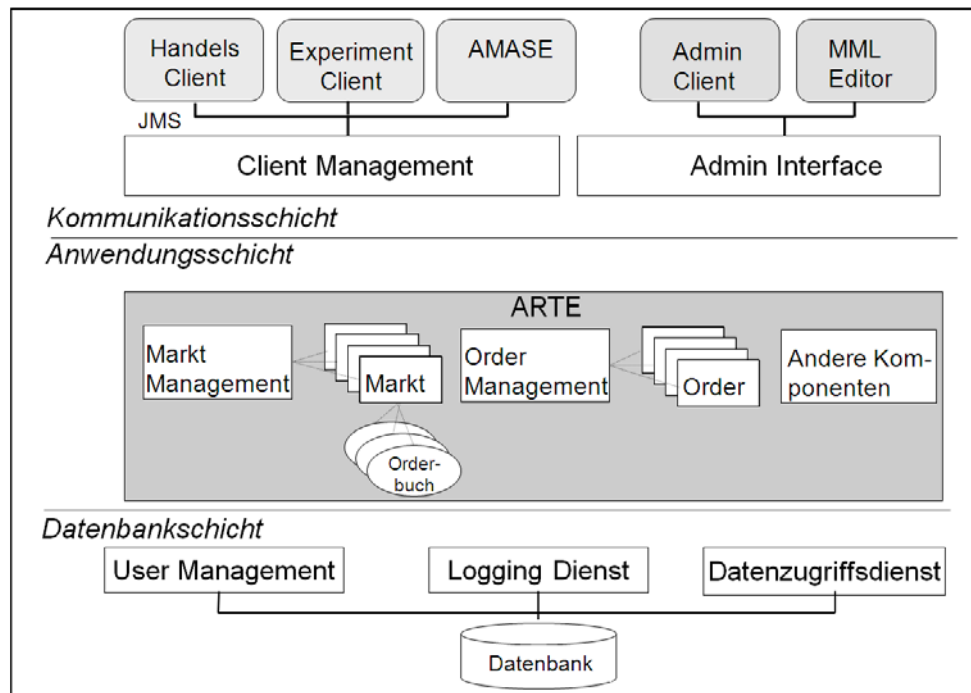 Handels
Client
Experiment
Client
AMASE
Admin
Client
MML
Editor
JMS
Client Management
Admin Interface
Kommunikationsschicht
Anwendungsschicht
ARTE
Markt
Management
Markt
Order-
buch
Order
Management
Order
Andere Kom-
ponenten
Datenbankschicht
User Management
Logging Dienst
Datenzugriffsdienst
Datenbank